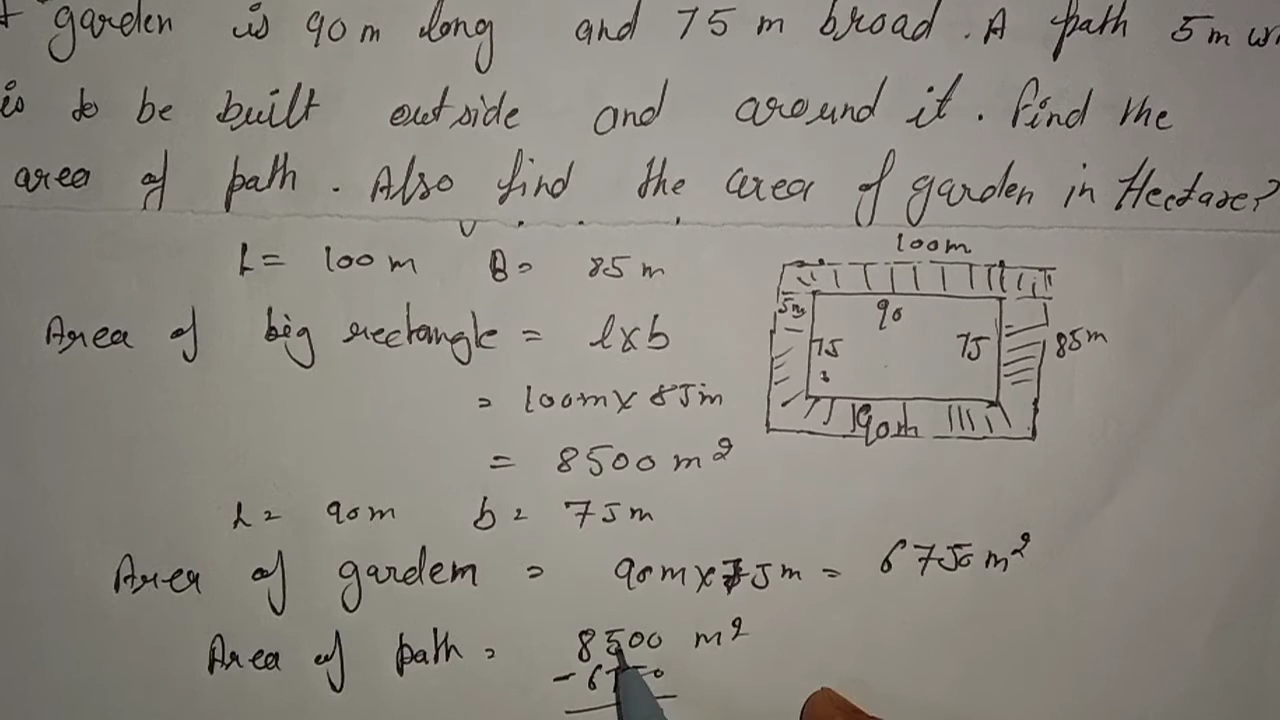 garden is 90 m long and 75 m broad. A path 5m
is to be built outside and around it. Find the
area of path. Also find the area of garden in Hectare?
L = 100 m B = 85 m
Area of big rectangle = l x b
= 100m x 85m
= 8500 m²
L = 90m b = 75m
Area of gardem = 90m x 75m = 6750 m²
Area of path = 8500 m²
100m
5m
90
75
75
85m
90m